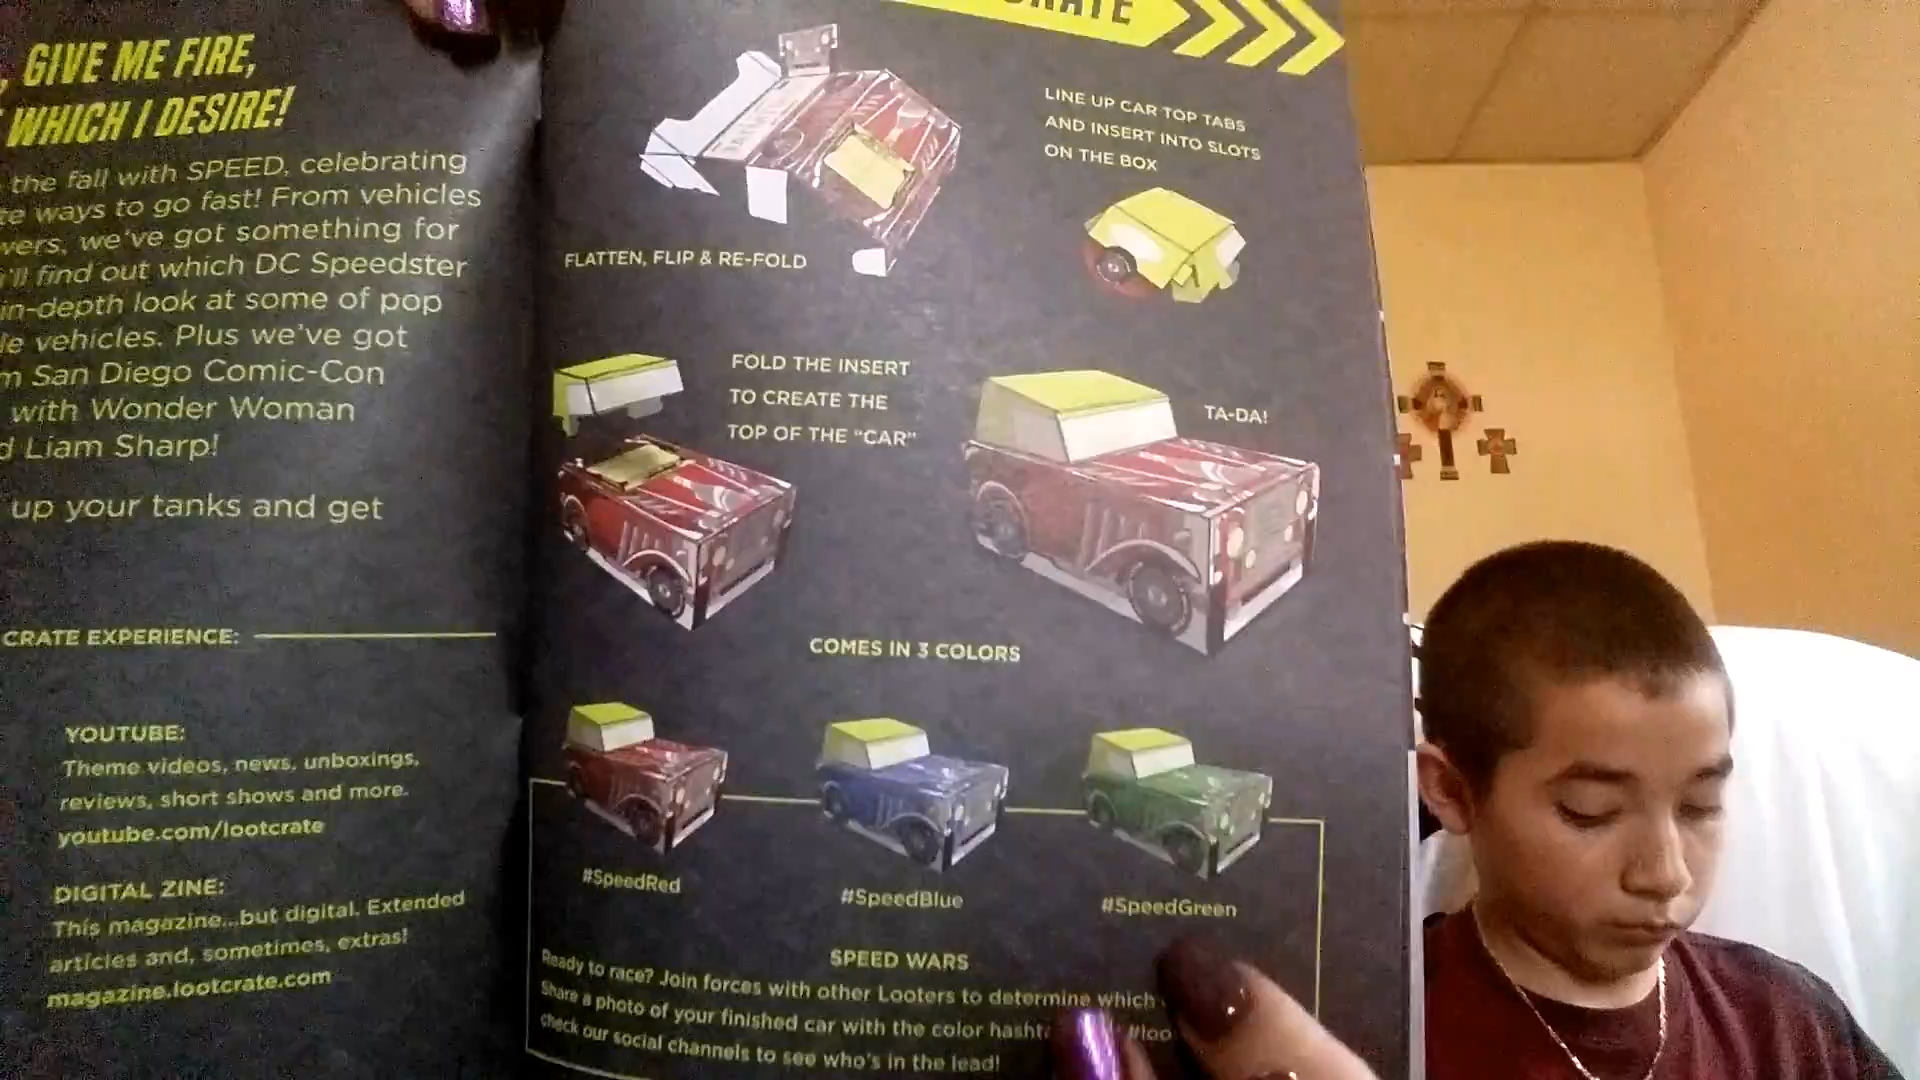 GIVE ME FIRE,
WHICH I DESIRE!
the fall with SPEED, celebrating
ways to go fast! From vehicles
we've got something for
find out which DC Speedster
in-depth look at some of pop
vehicles. Plus we've got
San Diego Comic-Con
with Wonder Woman
Liam Sharp!
up your tanks and get
CRATE EXPERIENCE:
YOUTUBE:
Theme videos, news, unboxings,
reviews, short shows and more.
youtube.com/lootcrate
DIGITAL ZINE:
This magazine...but digital. Extended
articles and, sometimes, extras!
magazine.lootcrate.com
LINE UP CAR TOP TABS
AND INSERT INTO SLOTS
ON THE BOX
FLATTEN, FLIP & RE-FOLD
FOLD THE INSERT
TO CREATE THE
TOP OF THE "CAR"
TA-DA!
COMES IN 3 COLORS
#SpeedRed
#SpeedBlue
#SpeedGreen
SPEED WARS
Ready to race? Join forces with other Looters to determine which
Share a photo of your finished car with the color
check our social channels to see who's in the lead!